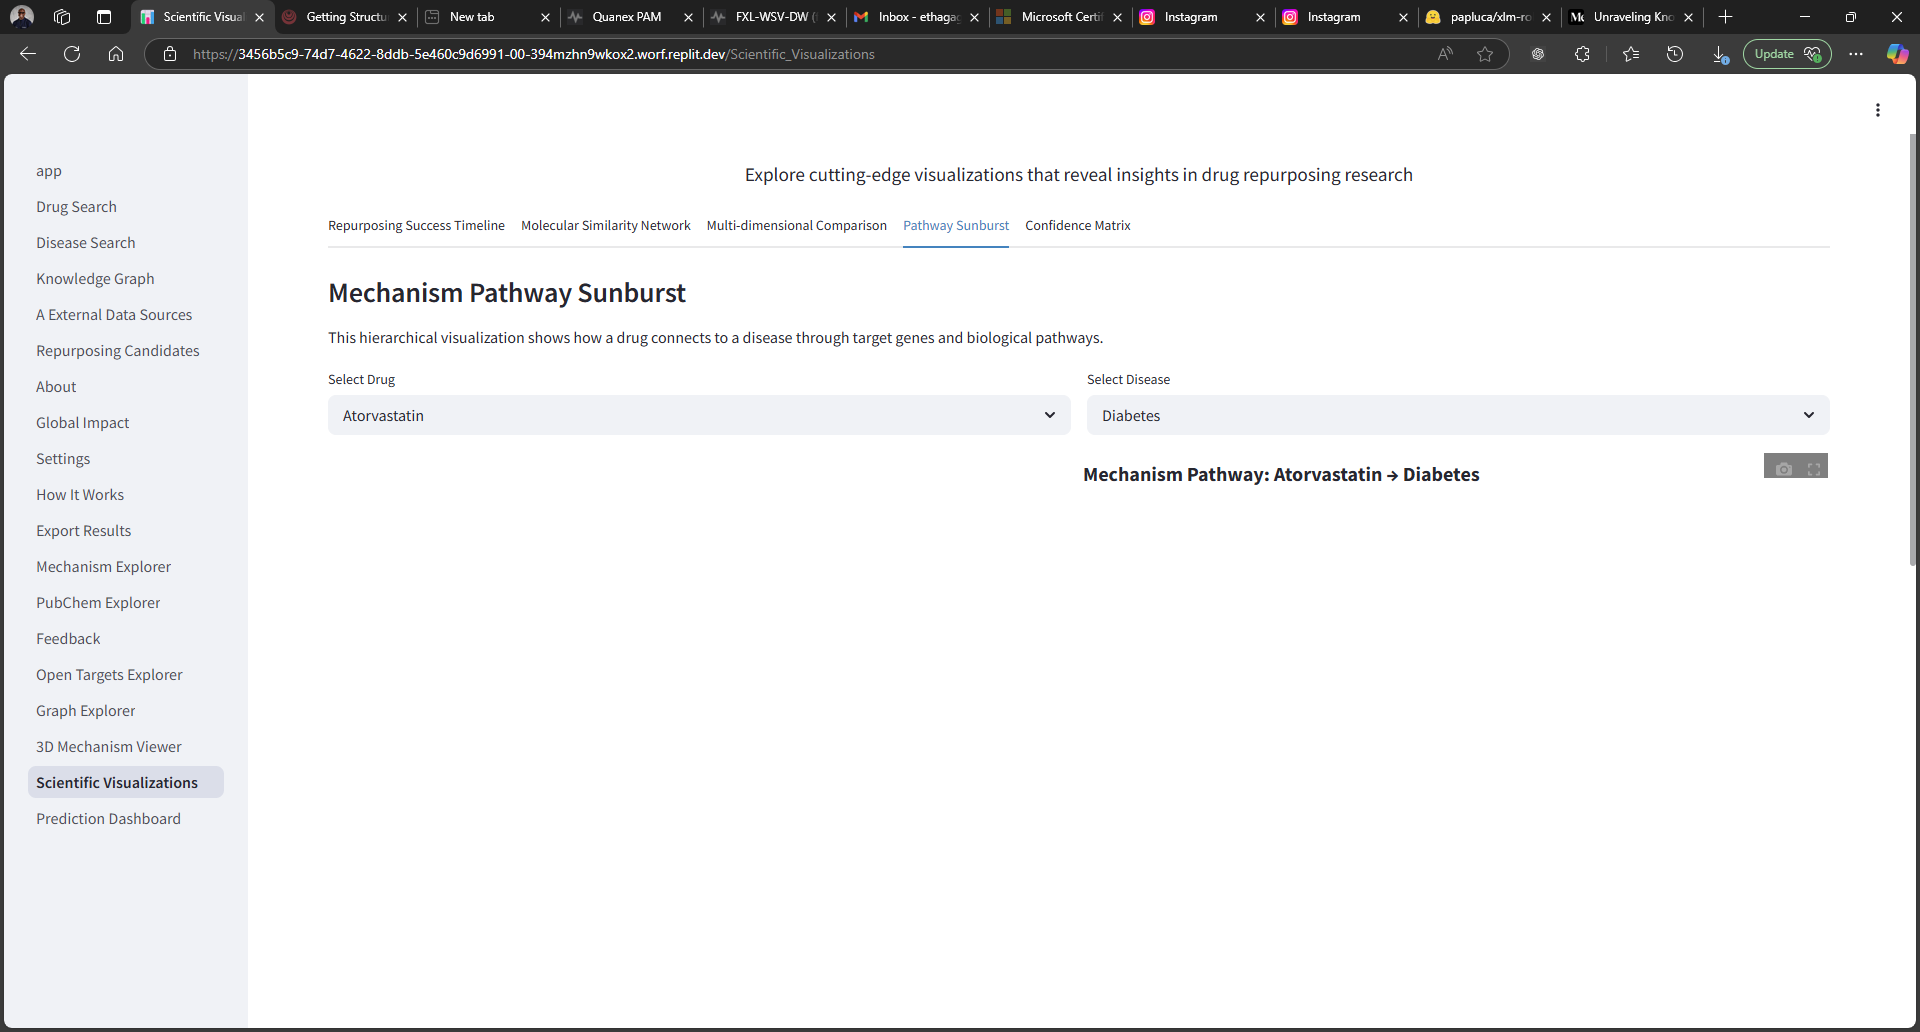 Scientific Visual
Getting Structu
New tab
Quanex PAM
FXL-WSV-DW (
Inbox - ethagag
Microsoft Certif
Instagram
Instagram
papluca/xlm-ro
Unraveling Kno
https://3456b5c9-74d7-4622-8ddb-5e460c9d6991-00-394mzhn9wkox2.worf.replit.dev/Scientific_Visualizations
Update
app
Drug Search
Disease Search
Knowledge Graph
A External Data Sources
Repurposing Candidates
About
Global Impact
Settings
How It Works
Export Results
Mechanism Explorer
PubChem Explorer
Feedback
Open Targets Explorer
Graph Explorer
3D Mechanism Viewer
Scientific Visualizations
Prediction Dashboard
Explore cutting-edge visualizations that reveal insights in drug repurposing research
Repurposing Success Timeline
Molecular Similarity Network
Multi-dimensional Comparison
Pathway Sunburst
Confidence Matrix
Mechanism Pathway Sunburst
This hierarchical visualization shows how a drug connects to a disease through target genes and biological pathways.
Select Drug
Atorvastatin
Select Disease
Diabetes
Mechanism Pathway: Atorvastatin → Diabetes